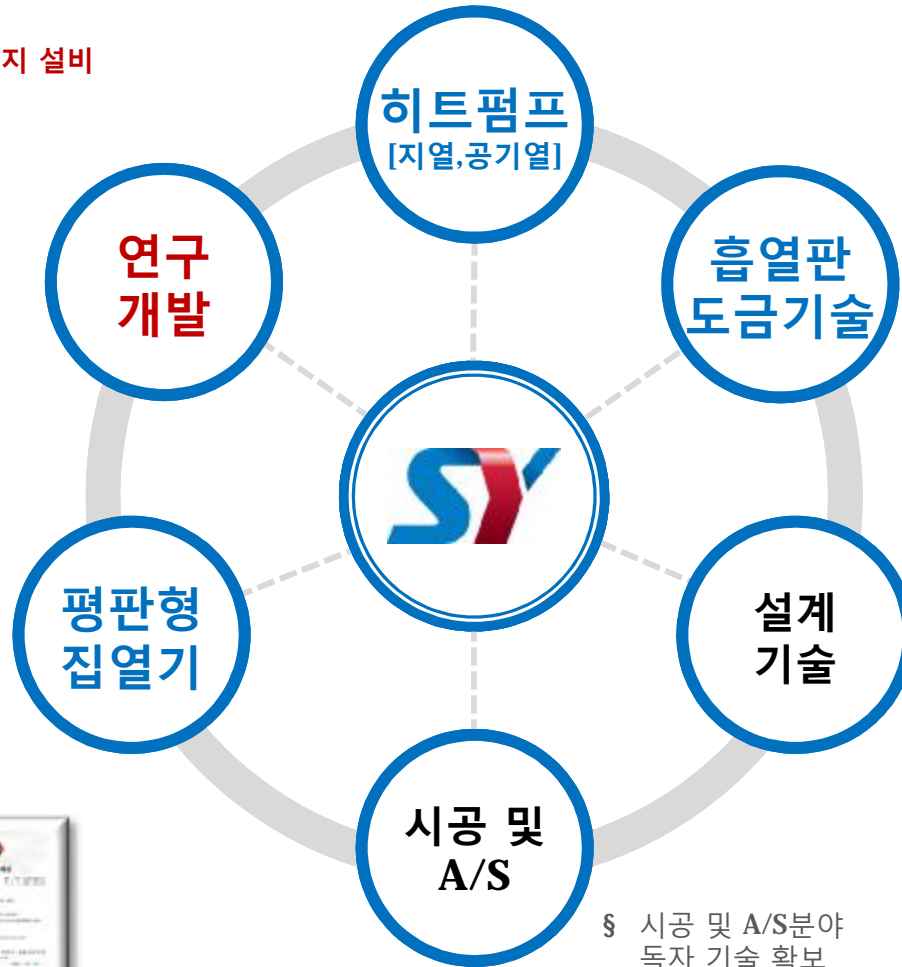 지 설비
히트펌프
[지열,공기열]
연구
개발
흡열판
도금기술
SY
평판형
집열기
설계
기술
시공 및
A/S
§ 시공 및 A/S분야
독자 기술 확보